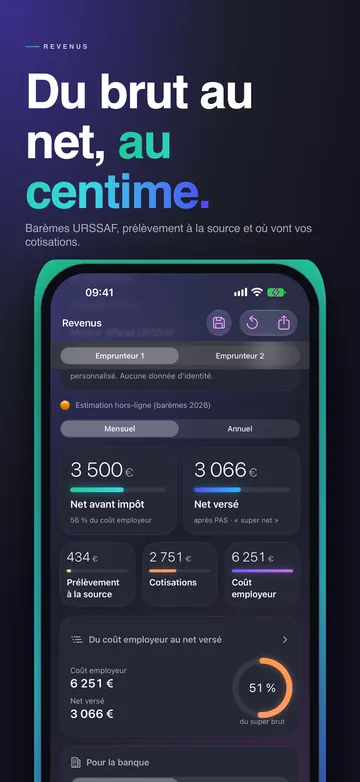 REVENUS
Du brut au
net, au
centime.
Barèmes URSSAF, prélèvement à la source et où vont vos
cotisations.
09:41
Revenus
officiel URSSAF
Emprunteur 1
Emprunteur 2
personnalisé. Aucune donnée d'identité.
Estimation hors-ligne (barèmes 2026)
Mensuel
Annuel
3 500 €
Net avant impôt
56 % du coût employeur
3 066 €
Net versé
après PAS · « super net »
434 €
Prélèvement
à la source
2 751 €
Cotisations
6 251 €
Coût
employeur
Du coût employeur au net versé
Coût employeur
6 251 €
Net versé
3 066 €
51 %
du super brut
Pour la banque